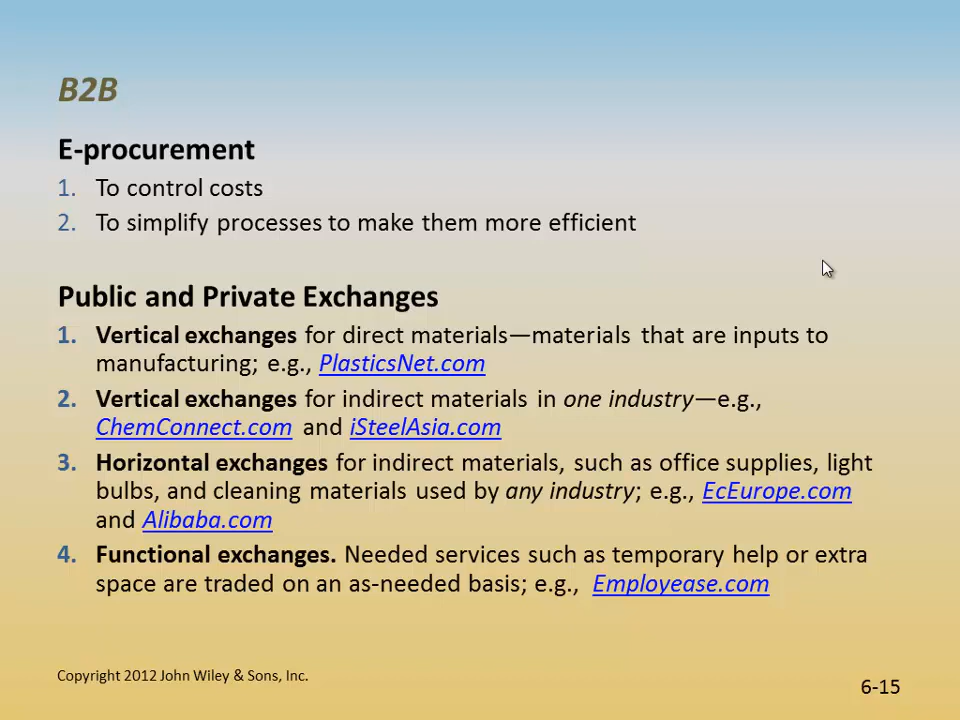 B2B
E-procurement
1. To control costs
2. To simplify processes to make them more efficient
Public and Private Exchanges
1. Vertical exchanges for direct materials—materials that are inputs to
manufacturing; e.g., PlasticsNet.com
2. Vertical exchanges for indirect materials in one industry—e.g.,
ChemConnect.com and iSteelAsia.com
3. Horizontal exchanges for indirect materials, such as office supplies, light
bulbs, and cleaning materials used by any industry; e.g., EcEurope.com
and Alibaba.com
4. Functional exchanges. Needed services such as temporary help or extra
space are traded on an as-needed basis; e.g., Employease.com
Copyright 2012 John Wiley & Sons, Inc.
6-15